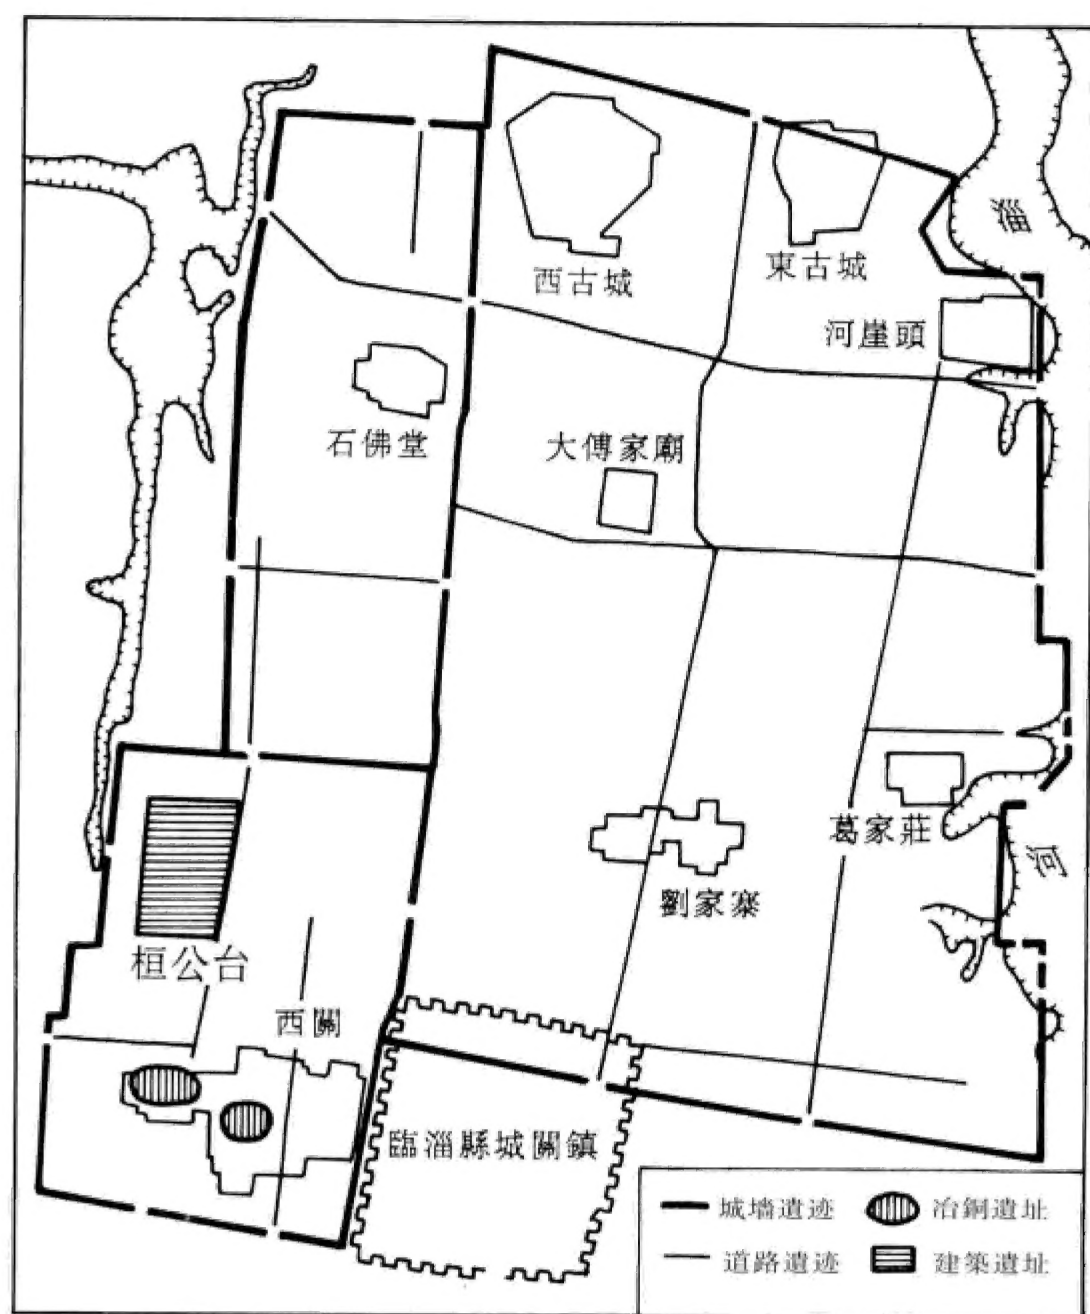 淄
西古城
東古城
河崖頭
石佛堂
大傅家廟
葛家莊
河
劉家寨
桓公台
西關
臨淄縣城關鎮
城墻遺迹
冶銅遺址
道路遺迹
建築遺址